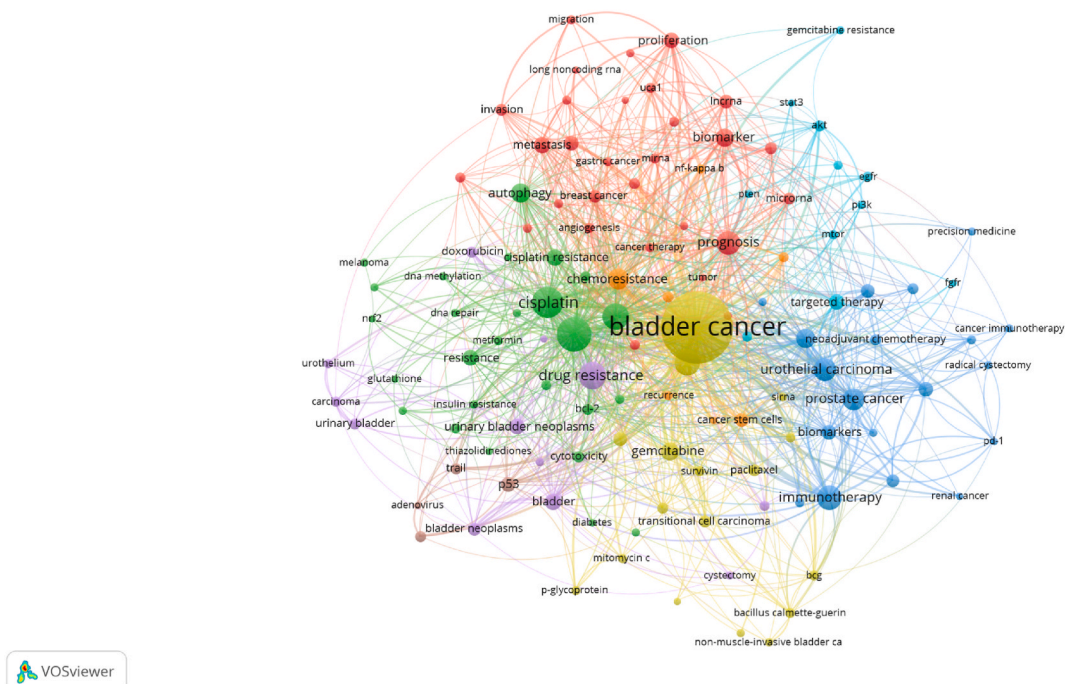 migration
gemcitabine resistance
proliferation
long noncoding rna
uca1
lncrna
stat3
invasion
akt
biomarker
metastasis
gastric cancer
mirna
nf-kappa b
egfr
autophagy
breast cancer
pten
microrna
pi3k
angiogenesis
mtor
precision medicine
doxorubicin
cancer therapy
prognosis
melanoma
cisplatin resistance
dna methylation
chemoresistance
tumor
fgfr
cisplatin
targeted therapy
nrf2
dna repair
bladder cancer
cancer immunotherapy
metformin
neoadjuvant chemotherapy
urothelium
resistance
radical cystectomy
glutathione
drug resistance
urothelial carcinoma
carcinoma
insulin resistance
recurrence
sirna
prostate cancer
urinary bladder
urinary bladder neoplasms
bcl-2
cancer stem cells
biomarkers
pd-1
thiazolidinediones
cytotoxicity
gemcitabine
trail
survivin
paclitaxel
p53
immunotherapy
renal cancer
adenovirus
bladder
bladder neoplasms
diabetes
transitional cell carcinoma
mitomycin c
cystectomy
bcg
p-glycoprotein
bacillus calmette-guerin
non-muscle-invasive bladder ca
VOSviewer